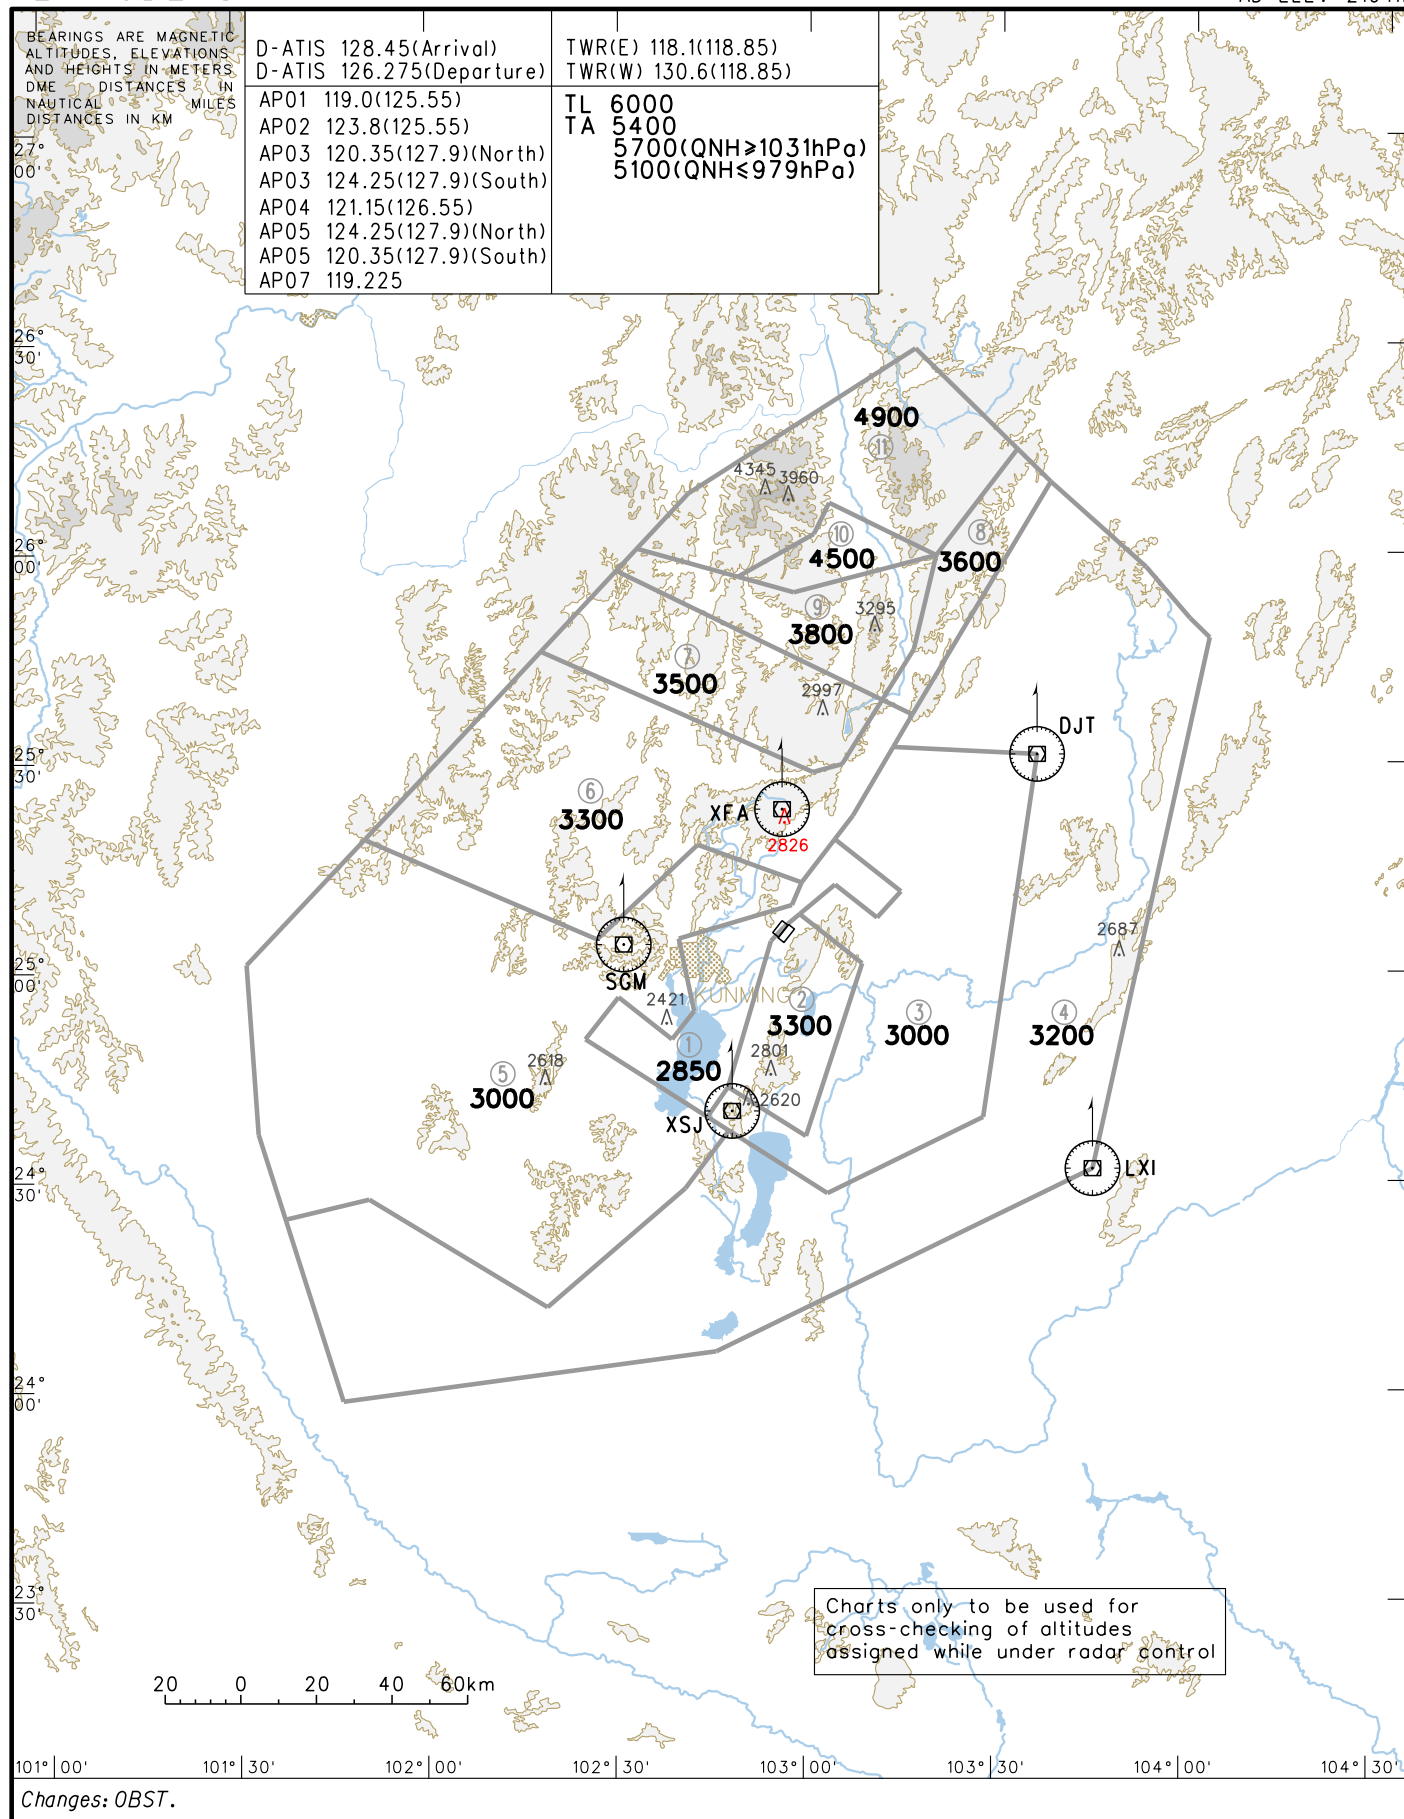 BEARINGS ARE MAGNETIC
ALTITUDES, ELEVATIONS
AND HEIGHTS IN METERS
DME DISTANCES IN
NAUTICAL MILES
DISTANCES IN KM
D-ATIS 128.45(Arrival)
D-ATIS 126.275(Departure)
TWR(E) 118.1(118.85)
TWR(W) 130.6(118.85)
AP01 119.0(125.55)
AP02 123.8(125.55)
AP03 120.35(127.9)(North)
AP03 124.25(127.9)(South)
AP04 121.15(126.55)
AP05 124.25(127.9)(North)
AP05 120.35(127.9)(South)
AP07 119.225
TL 6000
TA 5400
5700(QNH≥1031hPa)
5100(QNH≤979hPa)
27°
00'
26°
30'
4900
⑪
4345
3960
⑩
4500
⑧
3600
26°
00'
⑨
3800
3295
⑦
3500
2997
DJT
25°
30'
⑥
3300
XFA
2826
2687
SGM
25°
00'
KUNMING
2421
②
3300
③
3000
④
3200
①
2850
2801
2618
⑤
3000
2620
XSJ
LXI
24°
30'
24°
00'
23°
30'
Charts only to be used for
cross-checking of altitudes
assigned while under radar control
20 0 20 40 60km
101°00' 101°30' 102°00' 102°30' 103°00' 103°30' 104°00' 104°30'
Changes: OBST.